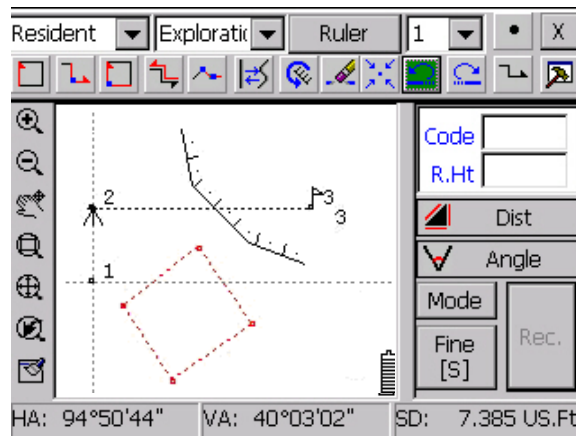 Resident Exploratic Ruler 1 X
Code
R.Ht
2
3
3
1
Dist
Angle
Mode
Fine
[S]
Rec.
HA: 94°50'44" VA: 40°03'02" SD: 7.385 US.Ft